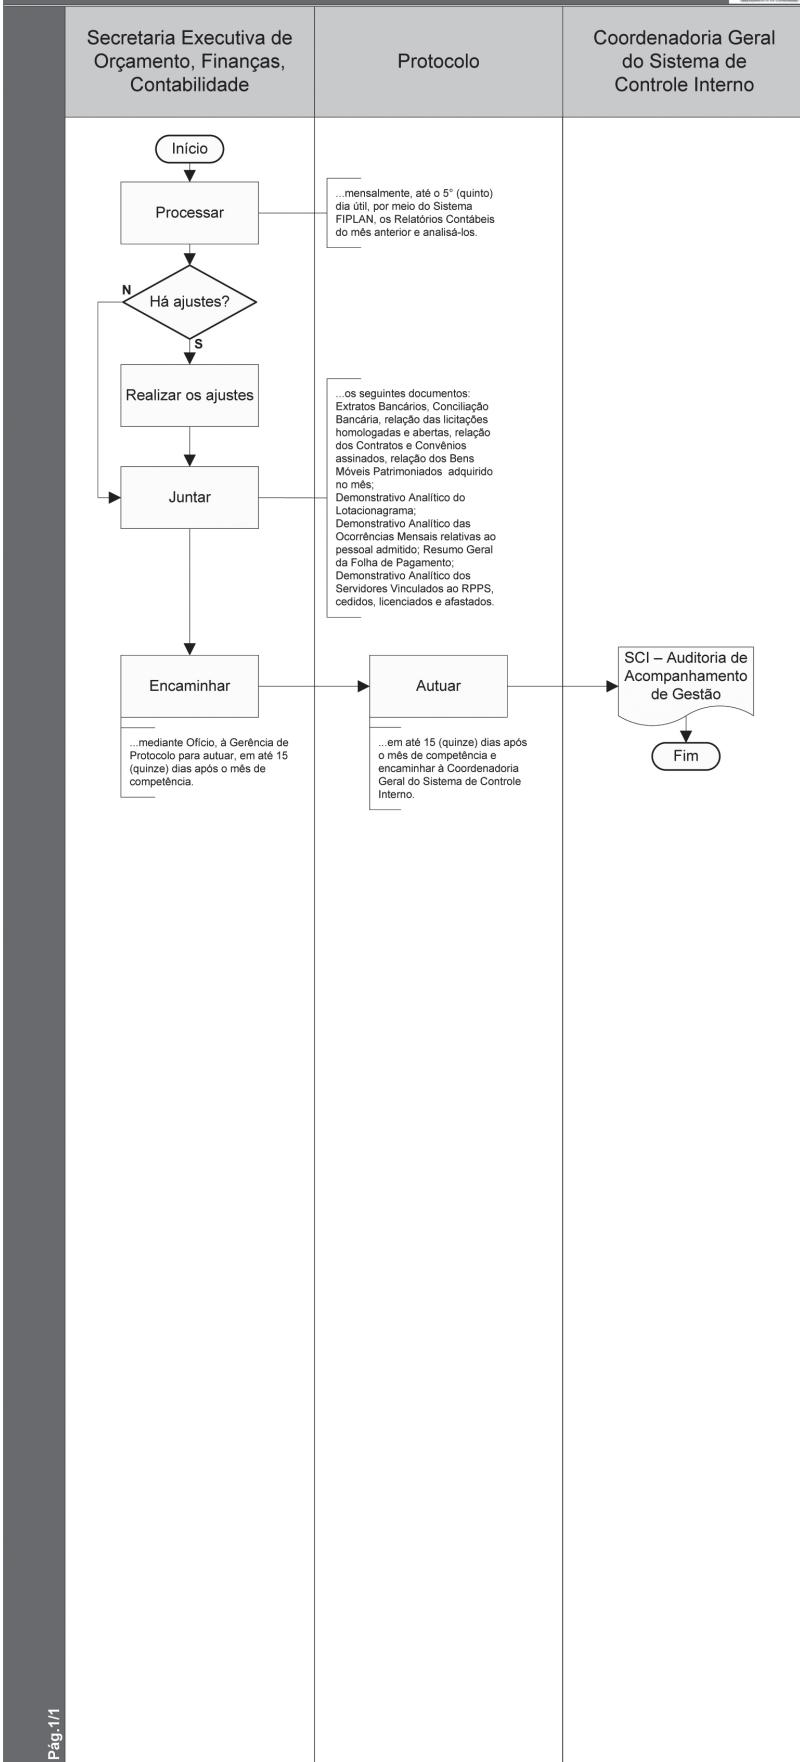 Secretaria Executiva de
Orçamento, Finanças,
Contabilidade
Protocolo
Coordenadoria Geral
do Sistema de
Controle Interno
Início
Processar
...mensalmente, até o 5° (quinto)
dia útil, por meio do Sistema
FIPLAN, os Relatórios Contábeis
do mês anterior e analisá-los.
N
Há ajustes?
S
Realizar os ajustes
Juntar
...os seguintes documentos:
Extratos Bancários, Conciliação
Bancária, relação das licitações
homologadas e abertas, relação
dos Contratos e Convênios
assinados, relação dos Bens
Móveis Patrimoniados adquirido
no mês;
Demonstrativo Analítico do
Lotacionagrama;
Demonstrativo Analítico das
Ocorrências Mensais relativas ao
pessoal admitido; Resumo Geral
da Folha de Pagamento;
Demonstrativo Analítico dos
Servidores Vinculados ao RPPS,
cedidos, licenciados e afastados.
Encaminhar
...mediante Ofício, à Gerência de
Protocolo para autuar, em até 15
(quinze) dias após o mês de
competência.
Autuar
...em até 15 (quinze) dias após
o mês de competência e
encaminhar à Coordenadoria
Geral do Sistema de Controle
Interno.
SCI – Auditoria de
Acompanhamento
de Gestão
Fim
Pág.1/1